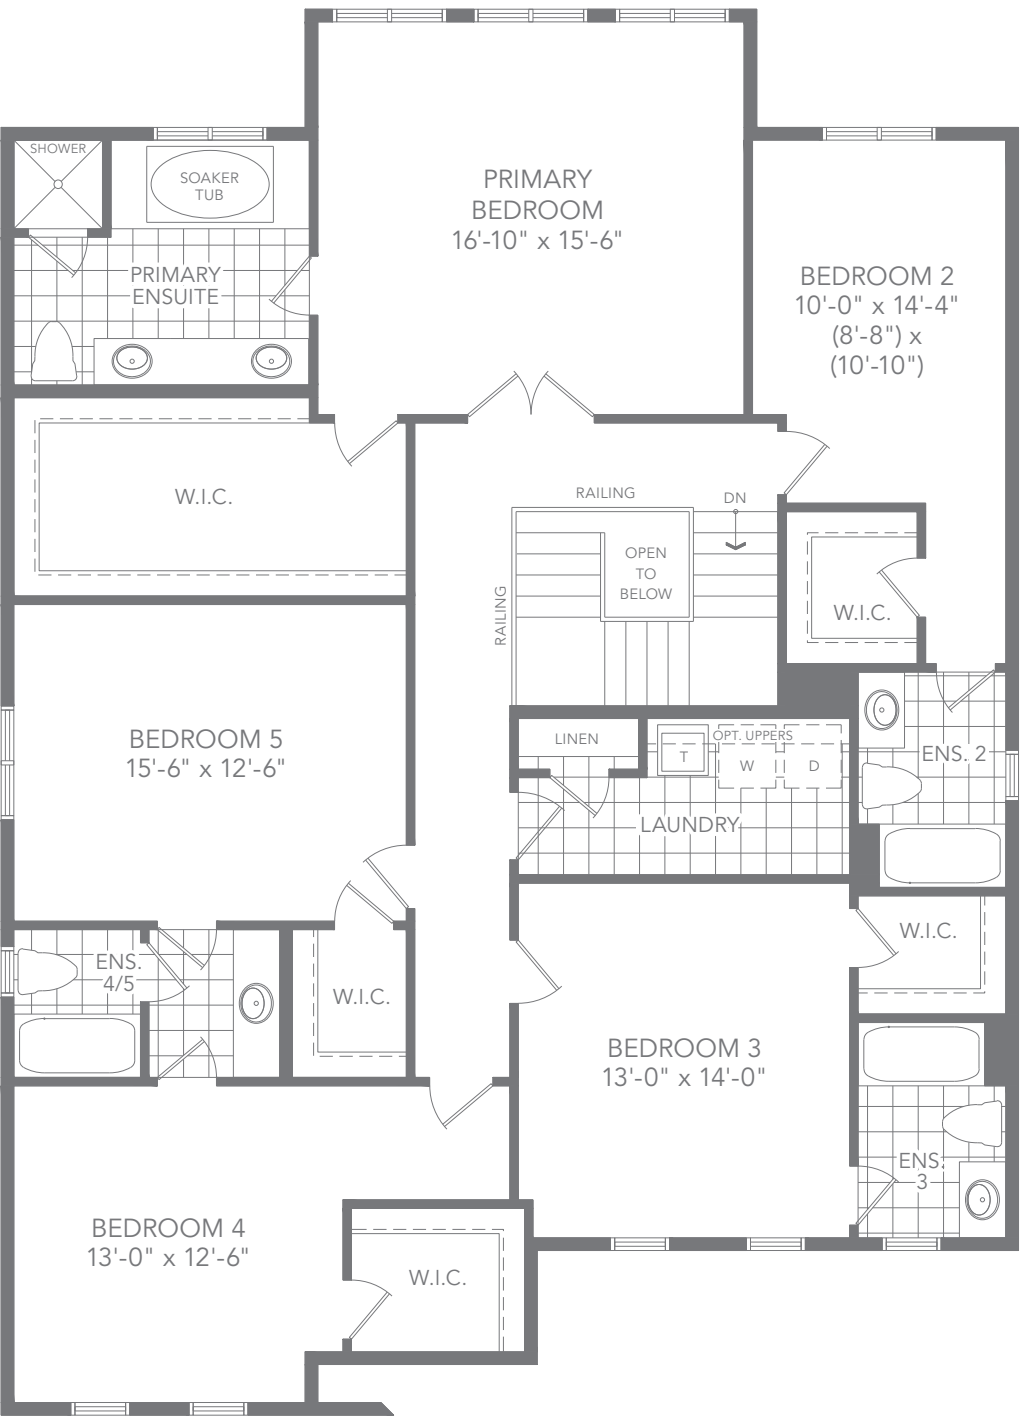 SHOWER
SOAKER
TUB
PRIMARY
ENSUITE
PRIMARY
BEDROOM
16'-10" x 15'-6"
BEDROOM 2
10'-0" x 14'-4"
(8'-8") x
(10'-10")
W.I.C.
RAILING
DN
OPEN
TO
BELOW
RAILING
W.I.C.
BEDROOM 5
15'-6" x 12'-6"
LINEN
OPT. UPPERS
T
W
D
LAUNDRY
ENS. 2
ENS.
4/5
W.I.C.
W.I.C.
BEDROOM 3
13'-0" x 14'-0"
ENS.
3
BEDROOM 4
13'-0" x 12'-6"
W.I.C.